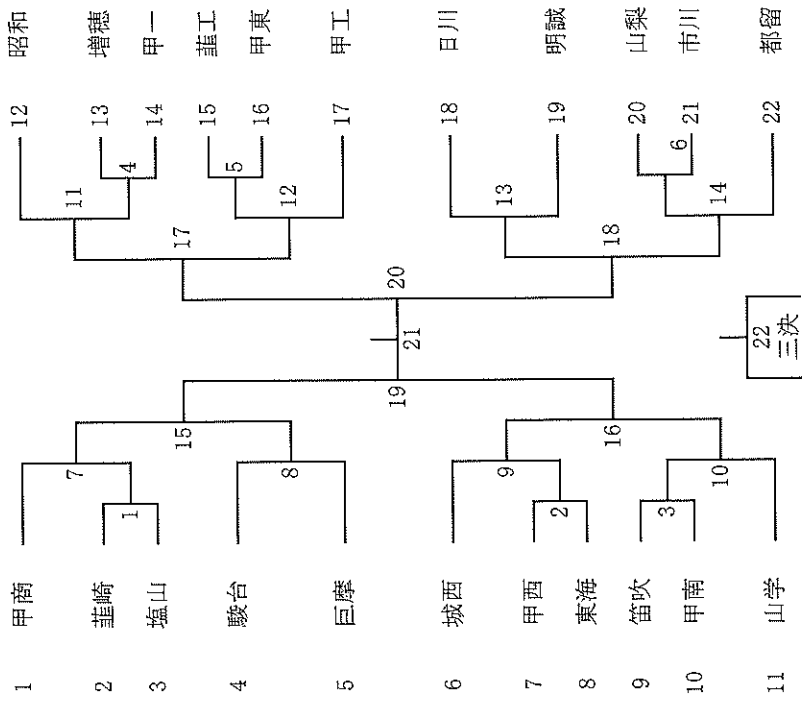 1 甲商
2 韮崎
3 塩山
4 駿台
5 巨摩
6 城西
7 甲西
8 東海
9 笛吹
10 甲南
11 山学
1
2
3
7
8
9
10
15
16
19
21
20
17
18
11
12
13
14
4
5
6
22
三決
12 昭和
13 増穂
14 甲一
15 韮工
16 甲東
17 甲工
18 日川
19 明誠
20 山梨
21 市川
22 都留